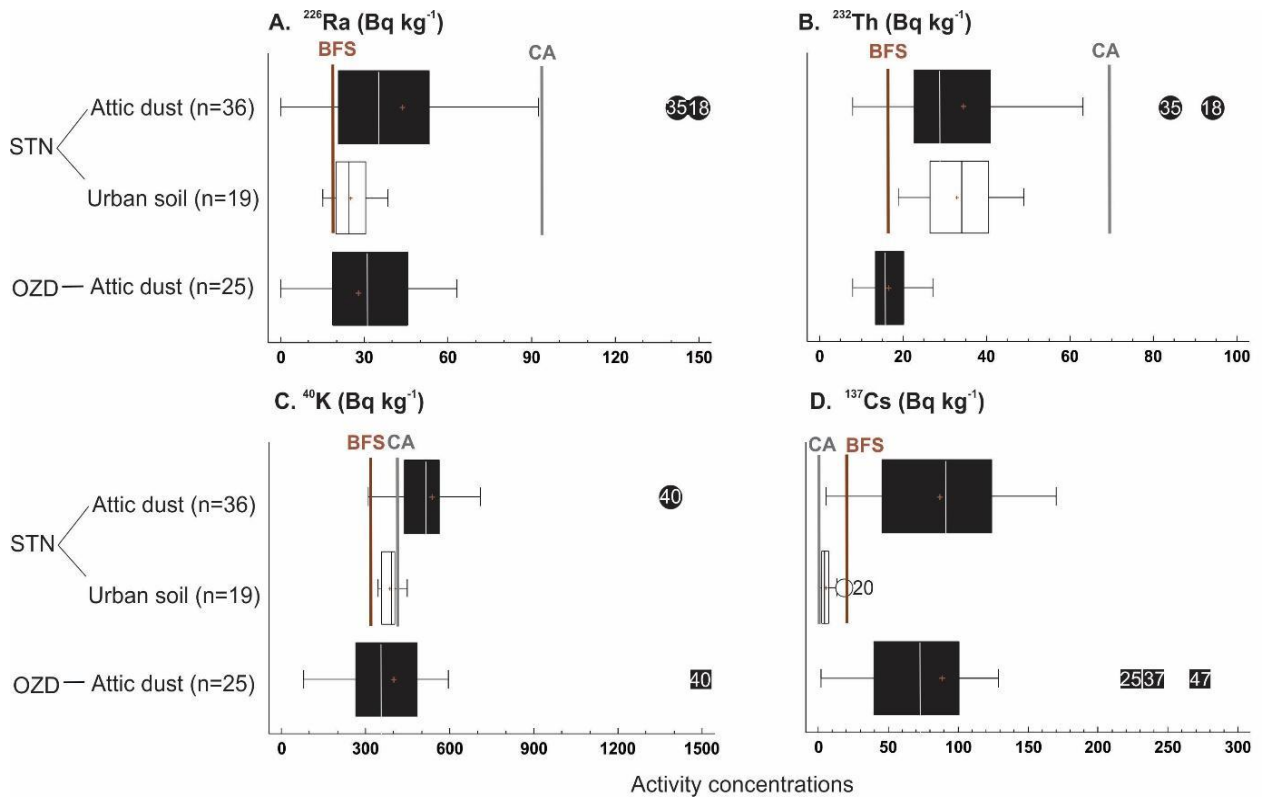 A. ²²⁶Ra (Bq kg⁻¹)
BFS
CA
STN
Attic dust (n=36)
35 18
Urban soil (n=19)
OZD
Attic dust (n=25)
0 30 60 90 120 150
B. ²³²Th (Bq kg⁻¹)
BFS
CA
35 18
0 20 40 60 80 100
C. ⁴⁰K (Bq kg⁻¹)
BFS CA
STN
Attic dust (n=36)
40
Urban soil (n=19)
OZD
Attic dust (n=25)
40
0 300 600 900 1200 1500
D. ¹³⁷Cs (Bq kg⁻¹)
CA BFS
20
25 37 47
0 50 100 150 200 250 300
Activity concentrations